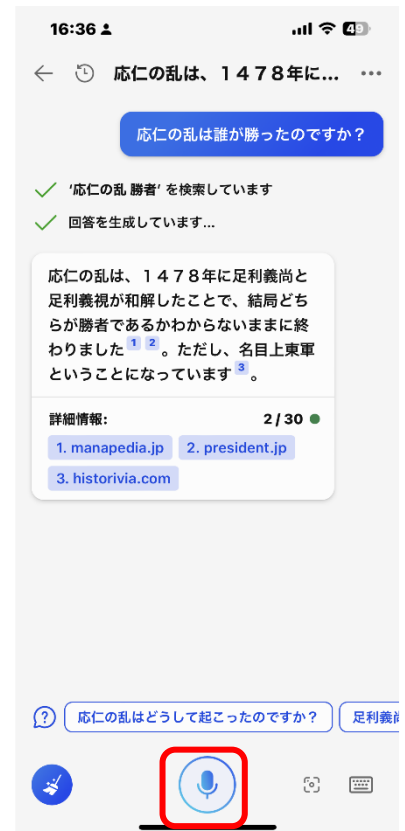 16:36
49
応仁の乱は、１４７８年に...
応仁の乱は誰が勝ったのですか？
‘応仁の乱 勝者’ を検索しています
回答を生成しています...
応仁の乱は、１４７８年に足利義尚と
足利義視が和解したことで、結局どち
らが勝者であるかわからないままに終
わりました 1 2 。ただし、名目上東軍
ということになっています 3 。
詳細情報: 2 / 30
1. manapedia.jp 2. president.jp
3. historivia.com
応仁の乱はどうして起こったのですか？ 足利義尚